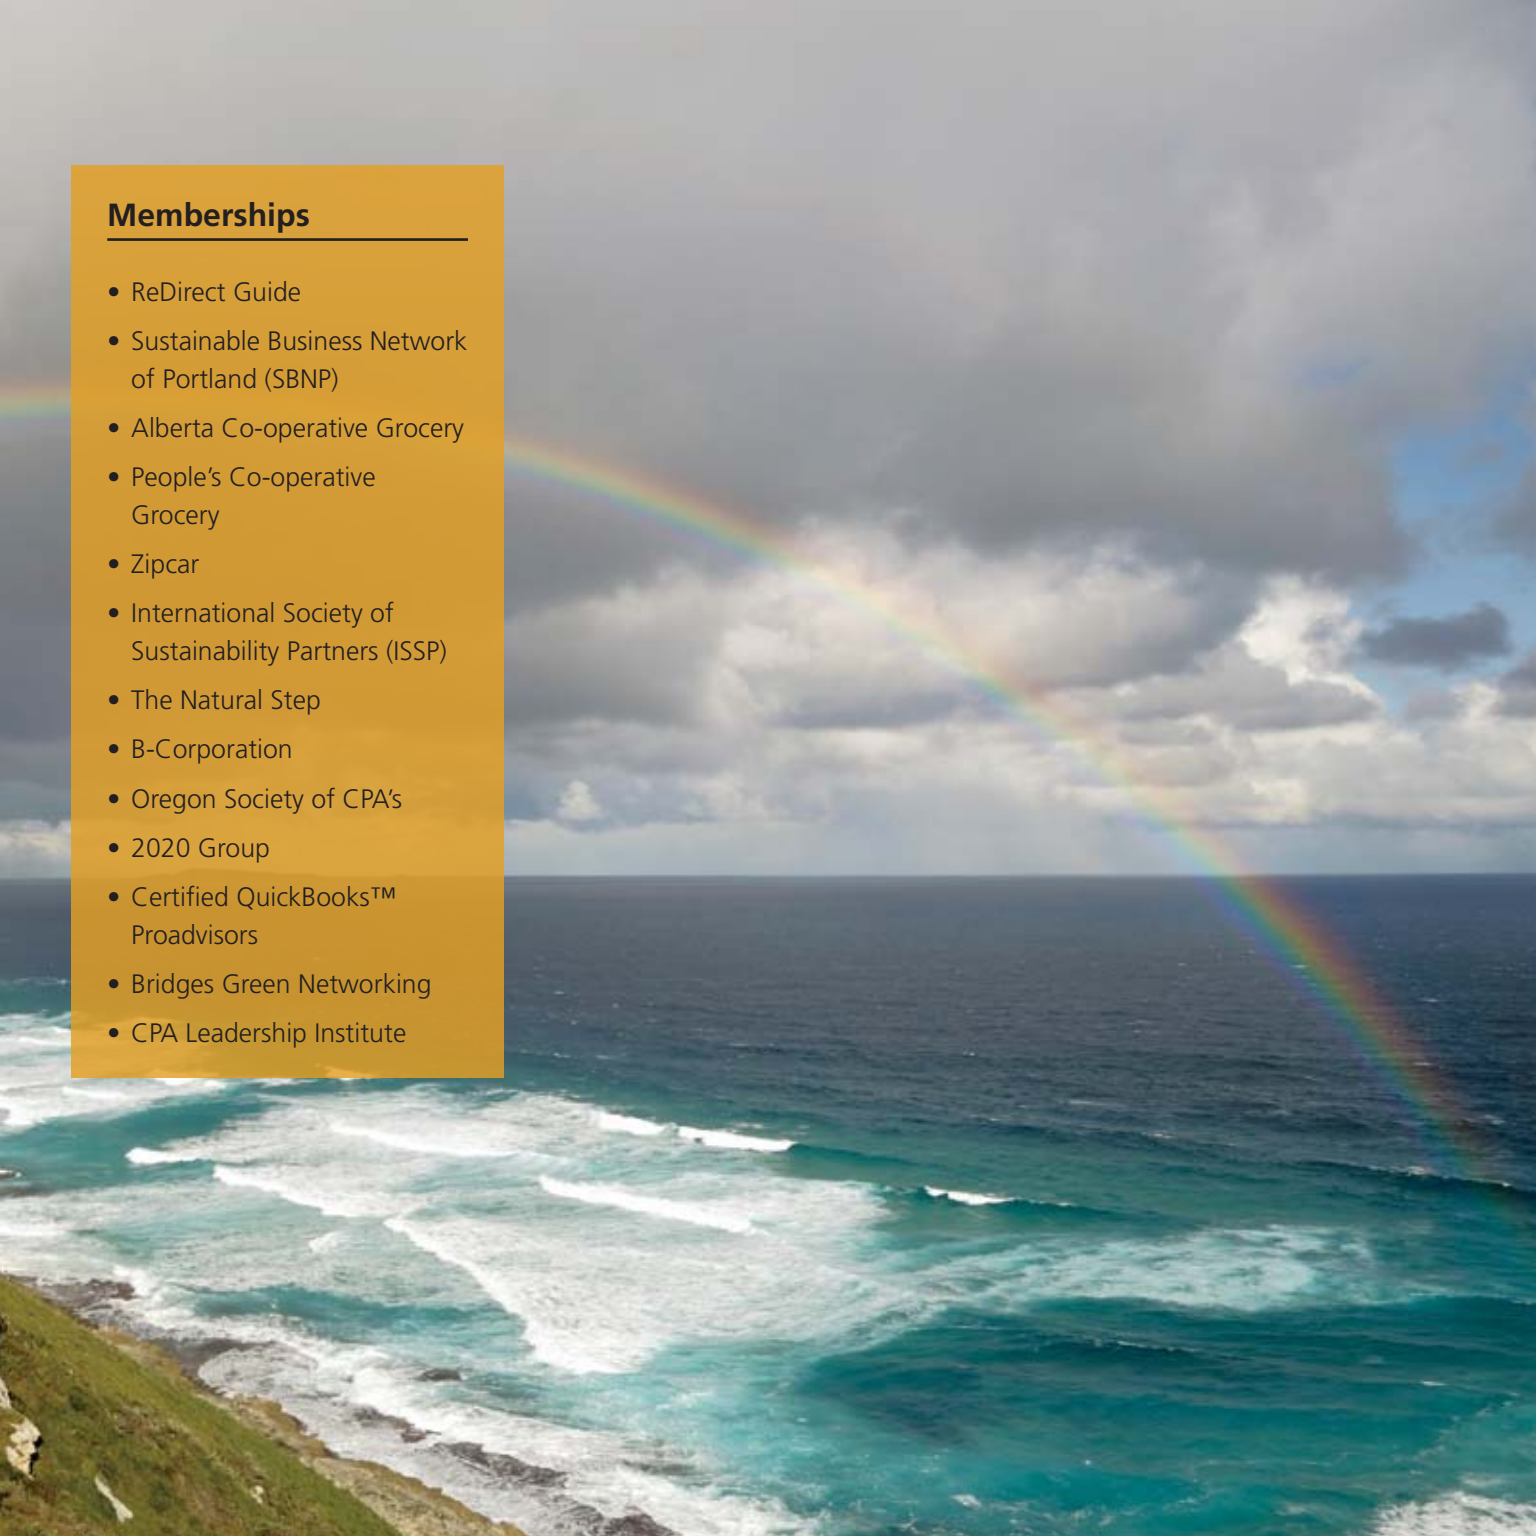 Memberships
• ReDirect Guide
• Sustainable Business Network
of Portland (SBNP)
• Alberta Co-operative Grocery
• People’s Co-operative
Grocery
• Zipcar
• International Society of
Sustainability Partners (ISSP)
• The Natural Step
• B-Corporation
• Oregon Society of CPA’s
• 2020 Group
• Certified QuickBooks™
Proadvisors
• Bridges Green Networking
• CPA Leadership Institute